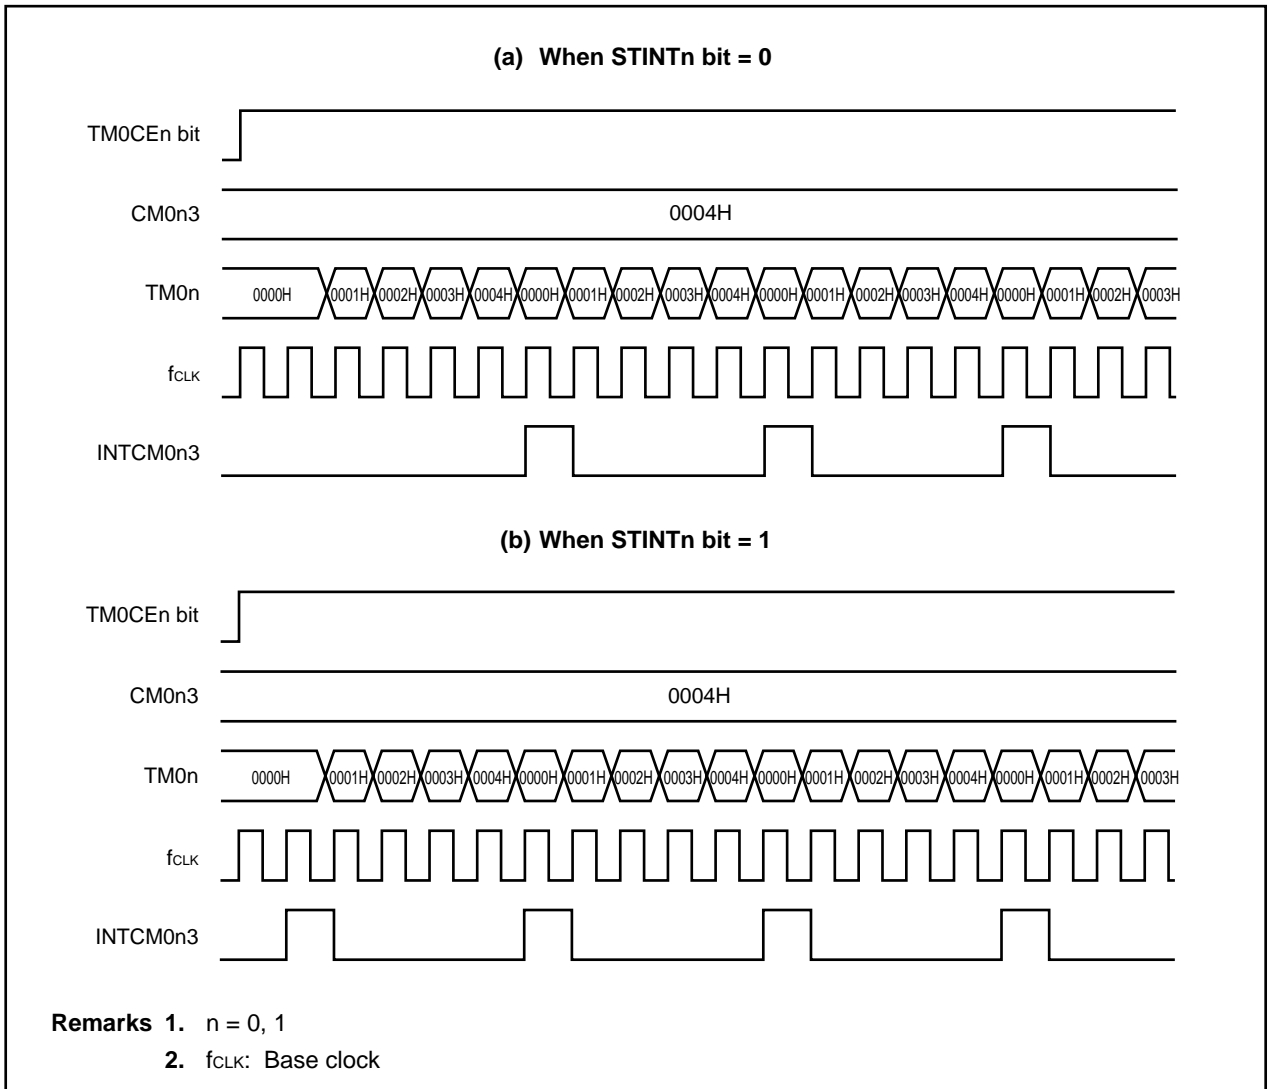 (a) When STINTn bit = 0
TM0CEn bit
CM0n3 0004H
TM0n 0000H 0001H 0002H 0003H 0004H 0000H 0001H 0002H 0003H 0004H 0000H 0001H 0002H 0003H 0004H 0000H 0001H 0002H 0003H
fCLK
INTCM0n3
(b) When STINTn bit = 1
TM0CEn bit
CM0n3 0004H
TM0n 0000H 0001H 0002H 0003H 0004H 0000H 0001H 0002H 0003H 0004H 0000H 0001H 0002H 0003H 0004H 0000H 0001H 0002H 0003H
fCLK
INTCM0n3
Remarks 1. n = 0, 1
2. fCLK: Base clock